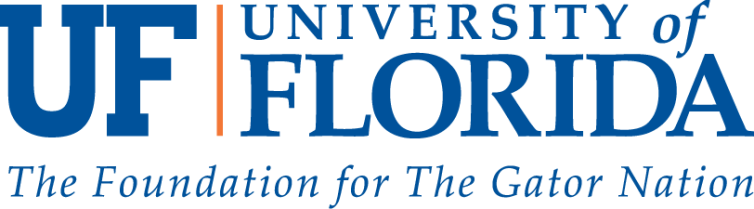 UF
UNIVERSITY of
FLORIDA
The Foundation for The Gator Nation